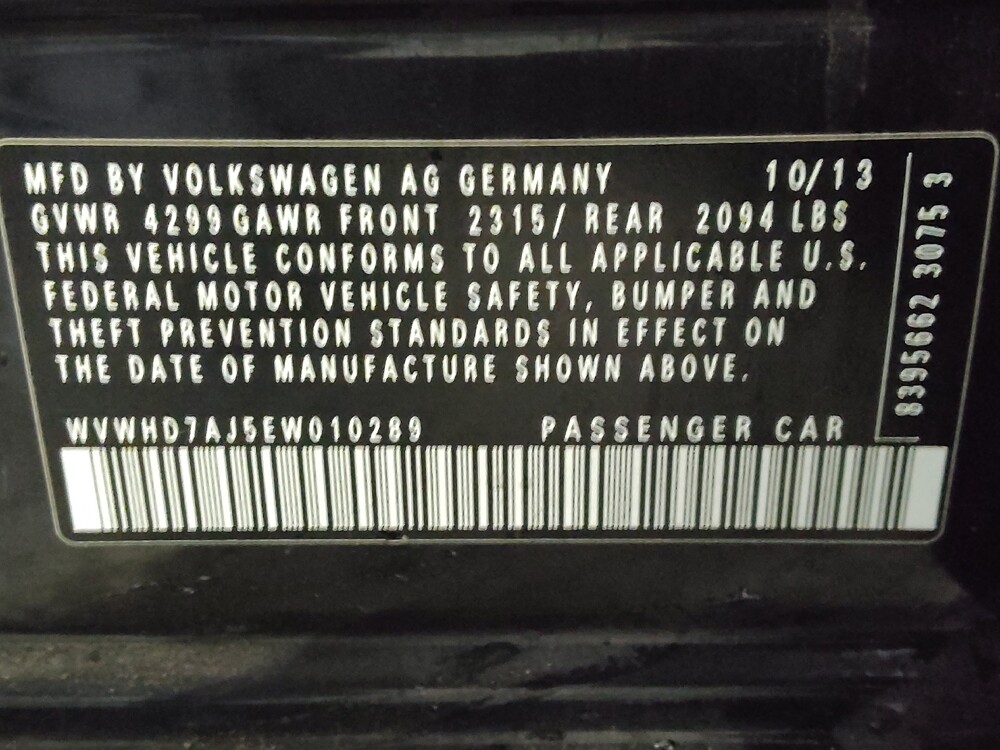 MFD BY VOLKSWAGEN AG GERMANY 10/13
GVWR 4299 GAWR FRONT 2315/ REAR 2094 LBS
THIS VEHICLE CONFORMS TO ALL APPLICABLE U.S.
FEDERAL MOTOR VEHICLE SAFETY, BUMPER AND
THEFT PREVENTION STANDARDS IN EFFECT ON
THE DATE OF MANUFACTURE SHOWN ABOVE.
WVWHD7AJ5EW010289 PASSENGER CAR
8395662 3075 3